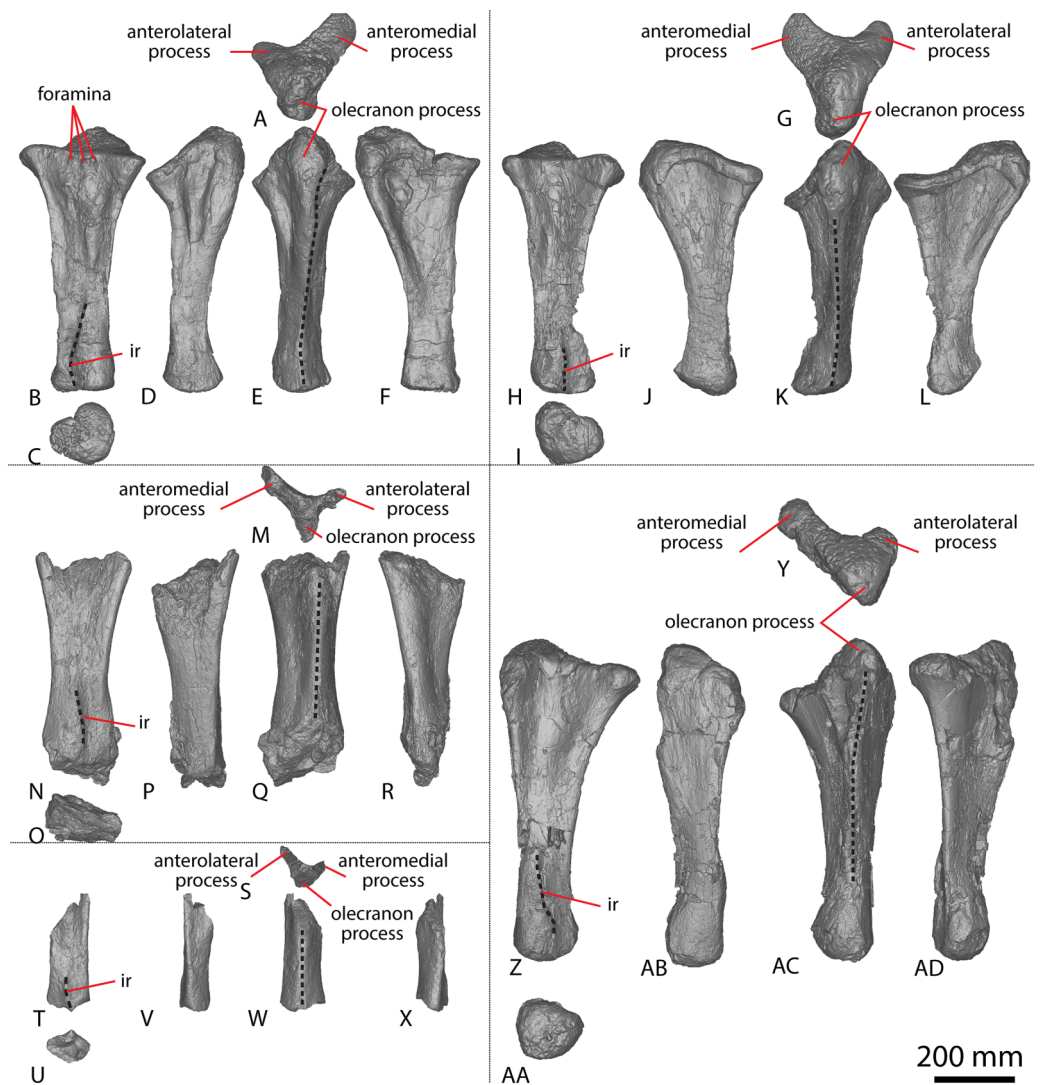 anterolateral
process
anteromedial
process
foramina
A
olecranon process
ir
B
D
E
F
C
anteromedial
process
anterolateral
process
G
olecranon process
ir
H
J
K
L
I
anteromedial
process
anterolateral
process
M
olecranon process
ir
N
P
Q
R
O
anterolateral
process
anteromedial
process
S
olecranon
process
ir
T
V
W
X
U
anteromedial
process
anterolateral
process
Y
olecranon process
ir
Z
AB
AC
AD
AA
200 mm